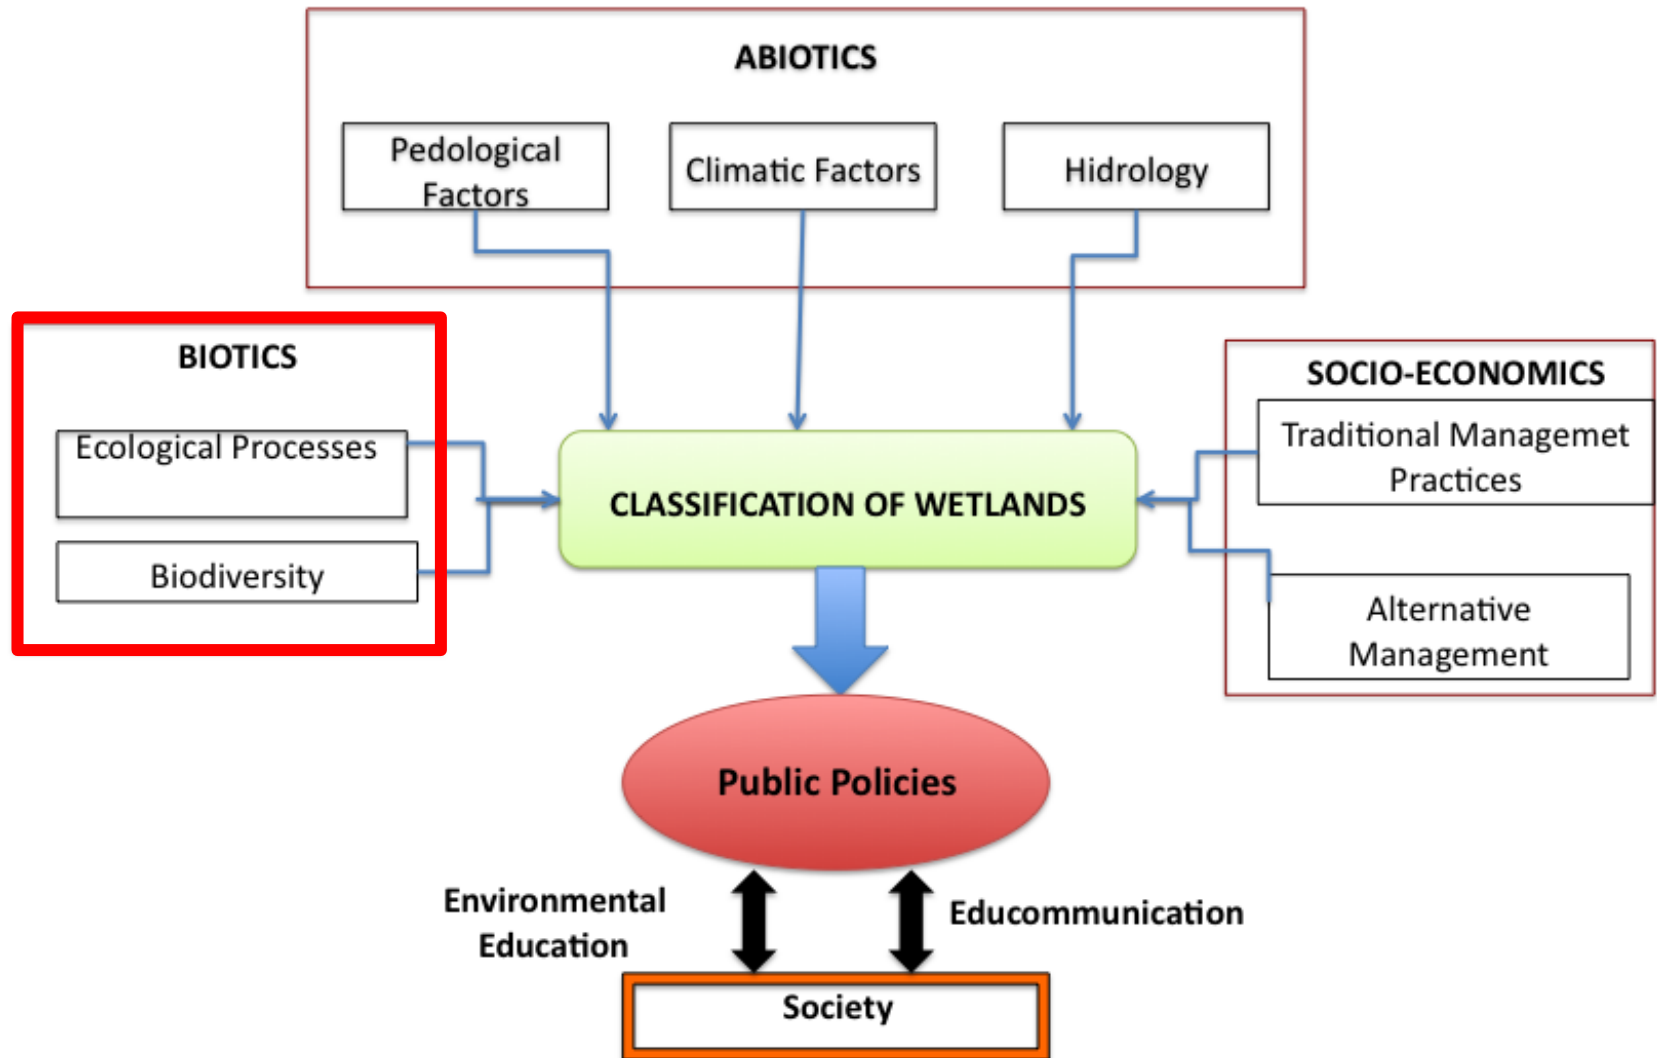 ABIOTICS
Pedological
Factors
Climatic Factors
Hidrology
BIOTICS
Ecological Processes
Biodiversity
SOCIO-ECONOMICS
Traditional Managemet
Practices
Alternative
Management
CLASSIFICATION OF WETLANDS
Public Policies
Environmental
Education
Educommunication
Society